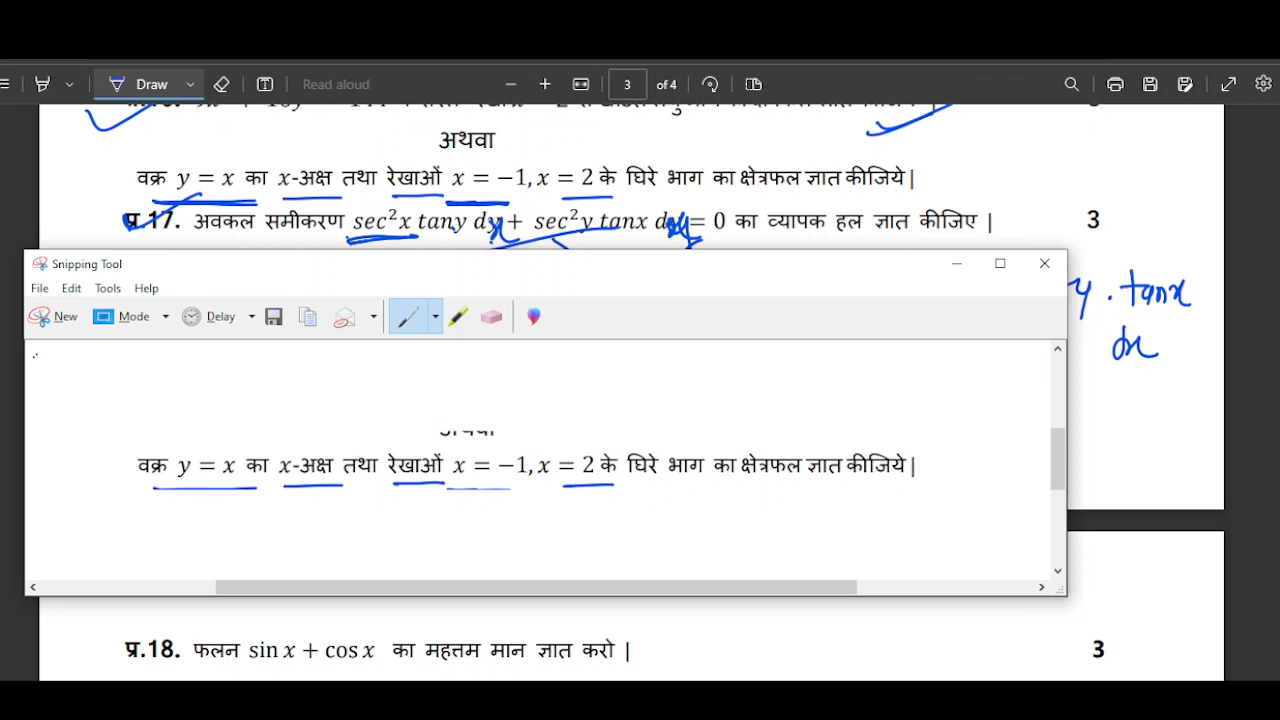 Draw Read aloud 3 of 4
अथवा
वक्र y = x का x-अक्ष तथा रेखाओं x = −1, x = 2 के घिरे भाग का क्षेत्रफल ज्ञात कीजिये |
प्र.17. अवकल समीकरण sec²x tany dy + sec²y tanx dx = 0 का व्यापक हल ज्ञात कीजिए | 3
x y
y . tanx
dx
Snipping Tool
File Edit Tools Help
New Mode Delay
वक्र y = x का x-अक्ष तथा रेखाओं x = −1, x = 2 के घिरे भाग का क्षेत्रफल ज्ञात कीजिये |
प्र.18. फलन sin x + cos x का महत्तम मान ज्ञात करो | 3